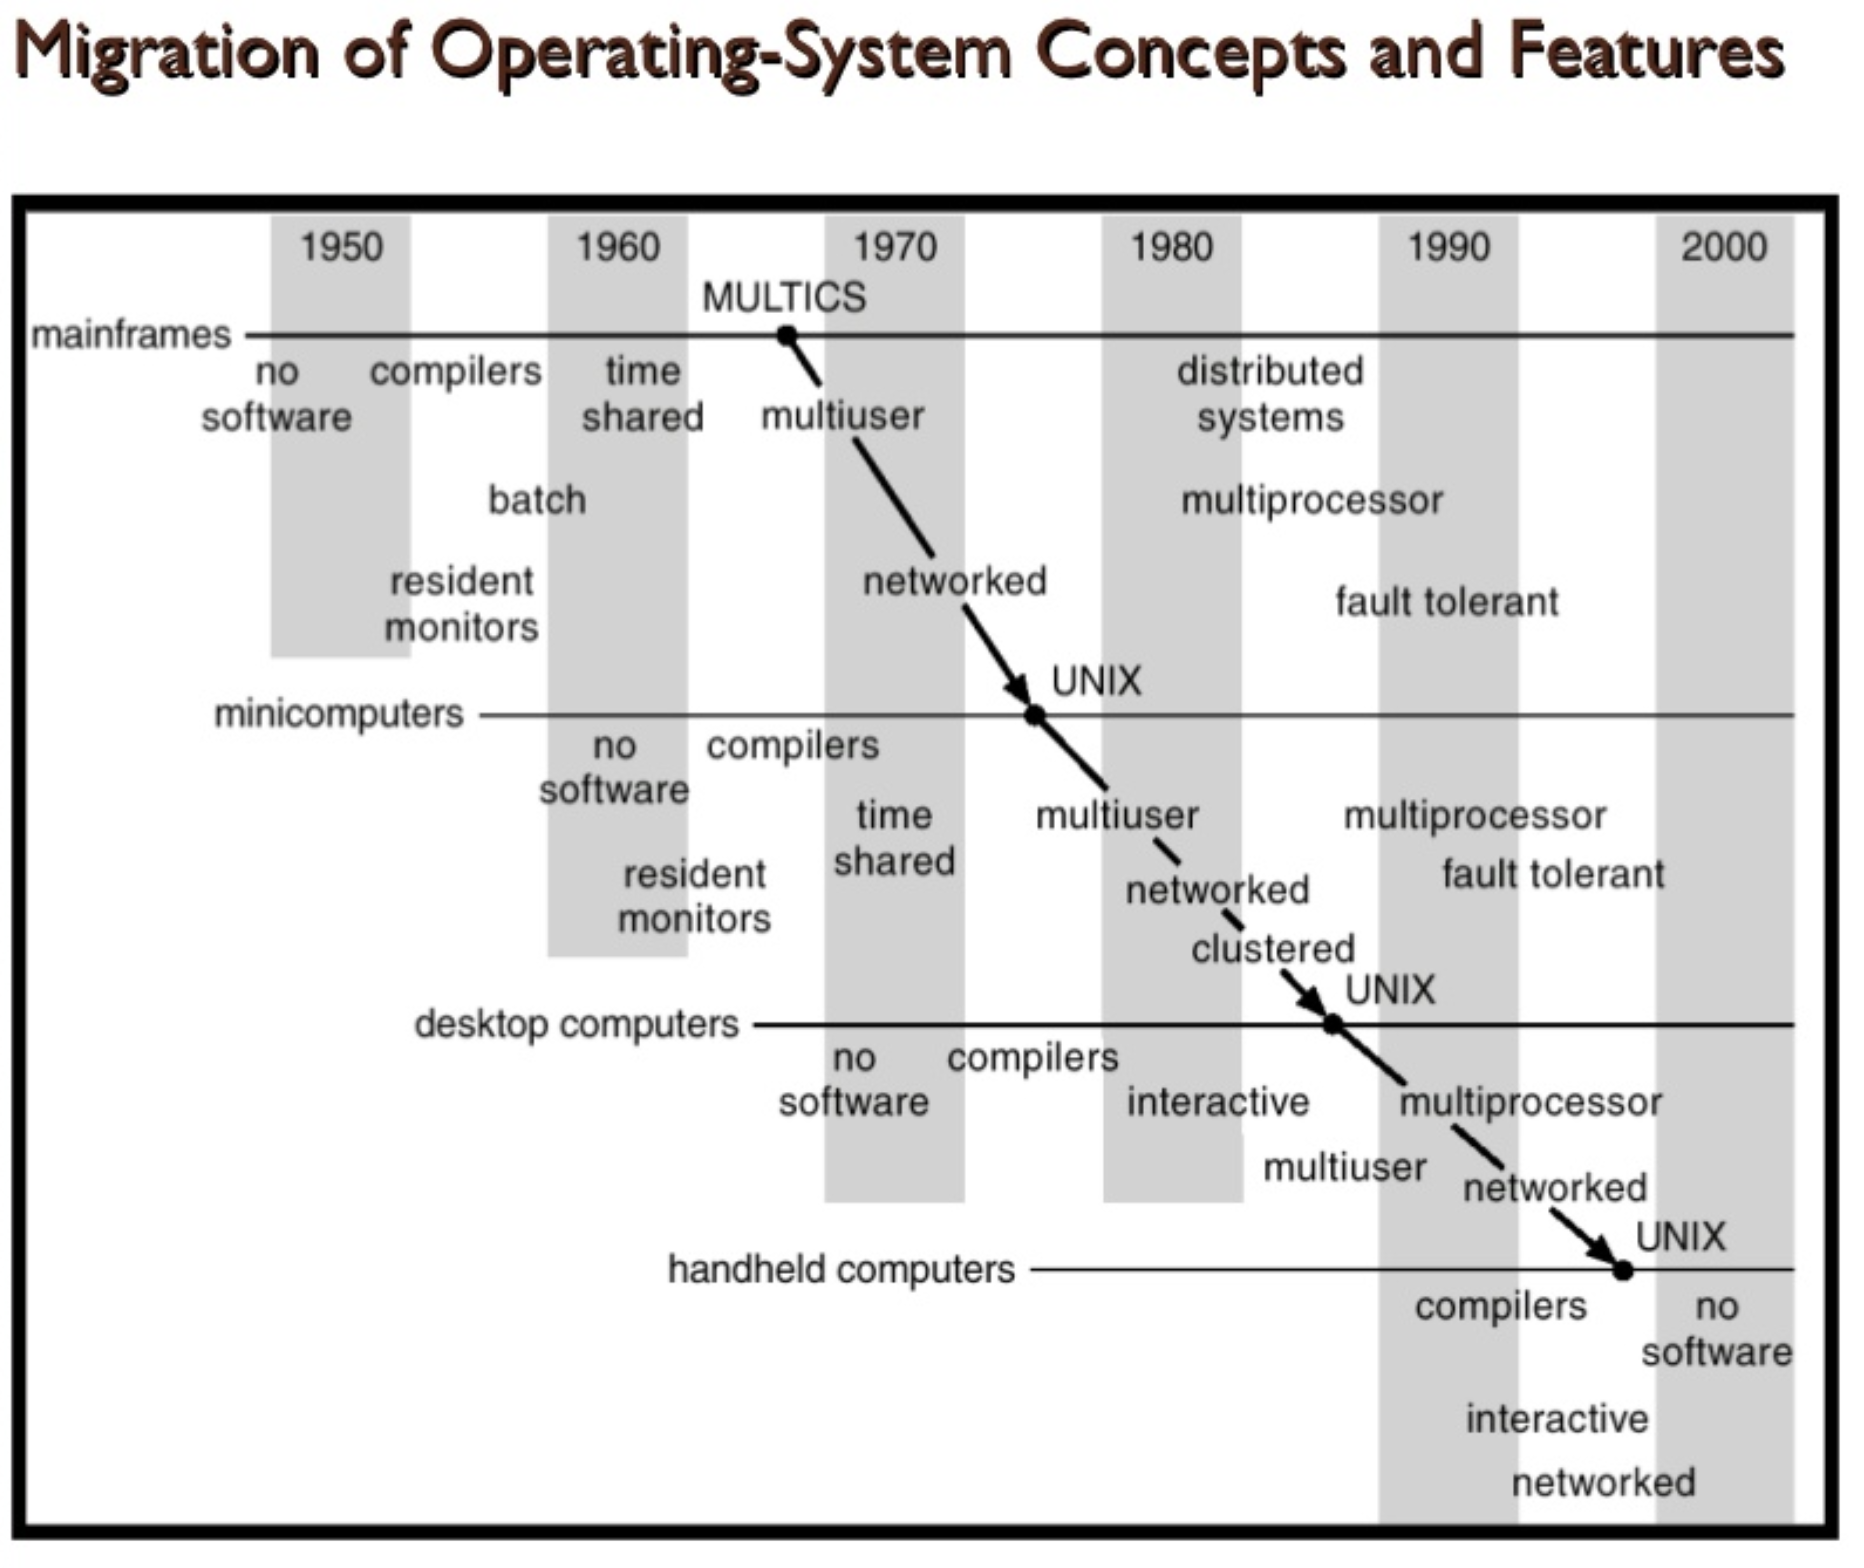 Migration of Operating-System Concepts and Features
1950 1960 1970 1980 1990 2000
MULTICS
mainframes
no compilers time distributed
software shared multiuser systems
batch multiprocessor
resident networked fault tolerant
monitors
UNIX
minicomputers
no compilers
software
time multiuser multiprocessor
shared
resident networked fault tolerant
monitors
clustered
UNIX
desktop computers
no compilers
software interactive multiprocessor
multiuser
networked
UNIX
handheld computers
compilers no
software
interactive
networked